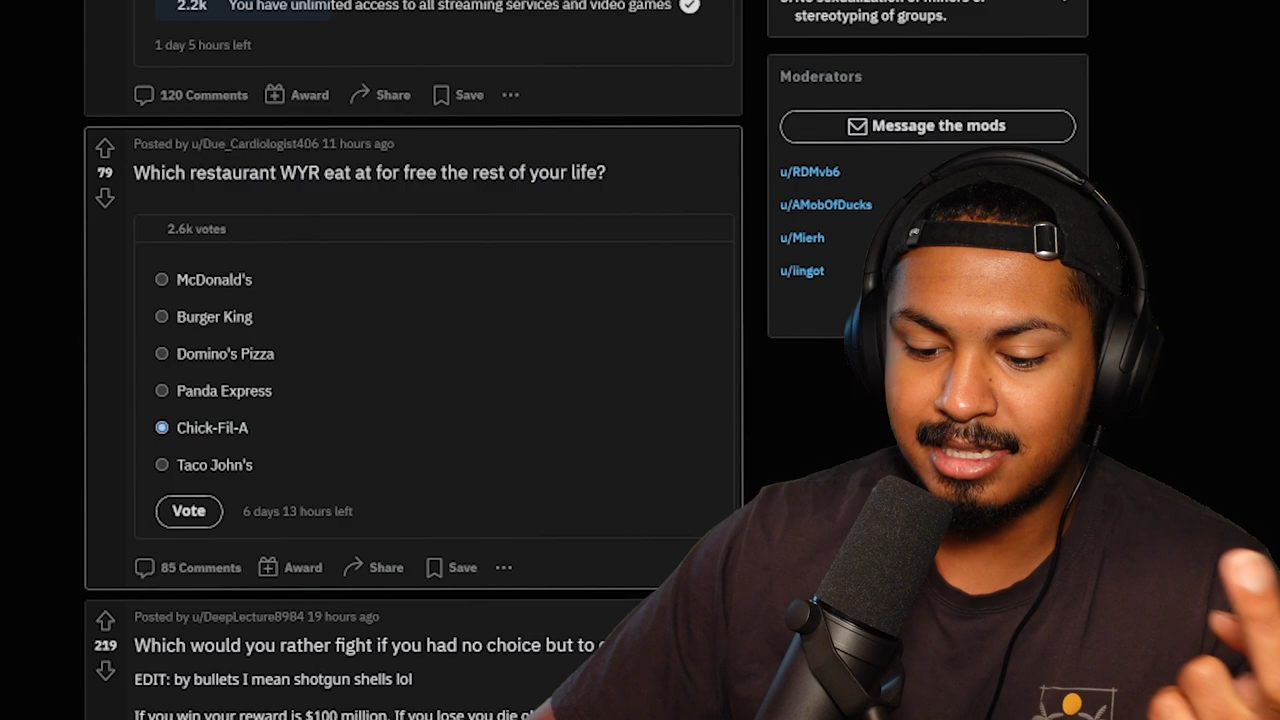 2.2k You have unlimited access to all streaming services and video games
1 day 5 hours left
120 Comments Award Share Save
Posted by u/Due_Cardiologist406 11 hours ago
79
Which restaurant WYR eat at for free the rest of your life?
2.6k votes
McDonald's
Burger King
Domino's Pizza
Panda Express
Chick-Fil-A
Taco John's
Vote 6 days 13 hours left
85 Comments Award Share Save
Posted by u/DeepLecture8984 19 hours ago
219
Which would you rather fight if you had no choice but to
EDIT: by bullets I mean shotgun shells lol
If you win your reward is $100 million. If you lose you die
stereotyping of groups.
Moderators
Message the mods
u/RDMvb6
u/AMobOfDucks
u/Mierh
u/iingot